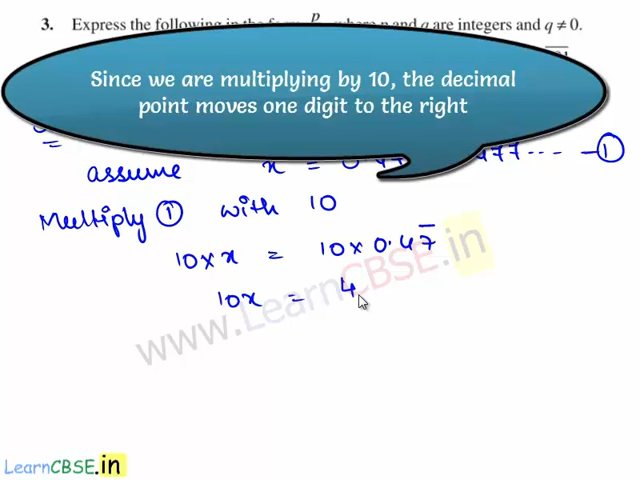 3. Express the following in the form p where p and q are integers and q ≠ 0.
Since we are multiplying by 10, the decimal
point moves one digit to the right
assume x = 0.47 477... - ①
Multiply ① with 10
10 × x = 10 × 0.47̅
10x = 4
www.LearnCBSE.in
LearnCBSE.in